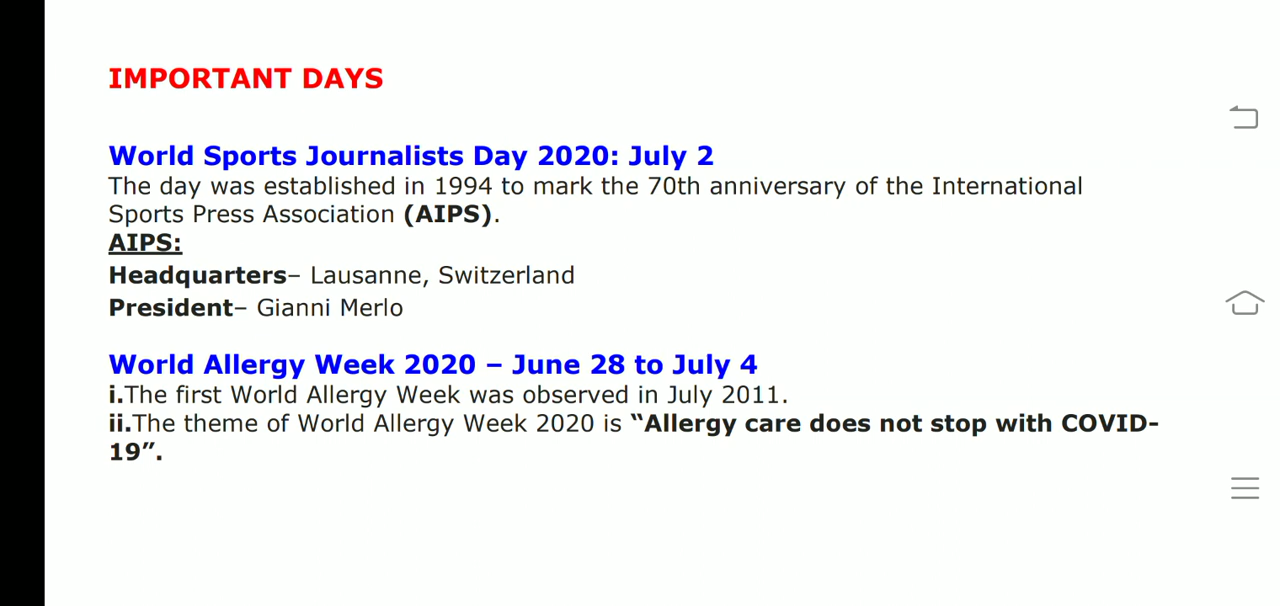 IMPORTANT DAYS
World Sports Journalists Day 2020: July 2
The day was established in 1994 to mark the 70th anniversary of the International
Sports Press Association (AIPS).
AIPS:
Headquarters– Lausanne, Switzerland
President– Gianni Merlo
World Allergy Week 2020 – June 28 to July 4
i.The first World Allergy Week was observed in July 2011.
ii.The theme of World Allergy Week 2020 is “Allergy care does not stop with COVID-
19”.